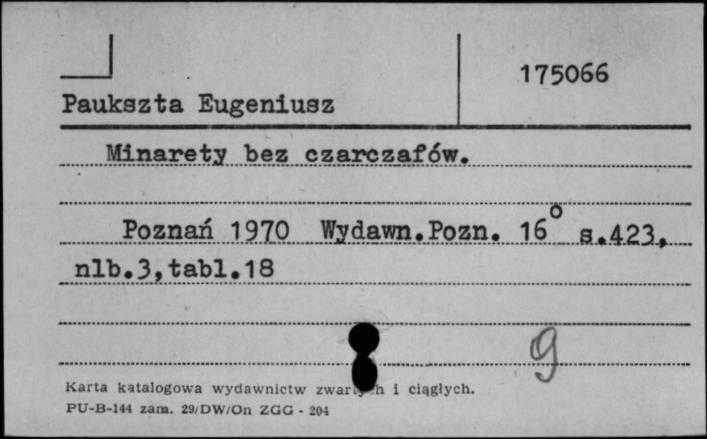 175066
Paukszta Eugeniusz
Minarety bez czarczafów.
Poznań 1970 Wydawn.Pozn. 16° s.423,
nlb.3,tabl.18
9
Karta katalogowa wydawnictw i ciągłych.
PU-B-144 zam. 29/DW/On ZGG - 204